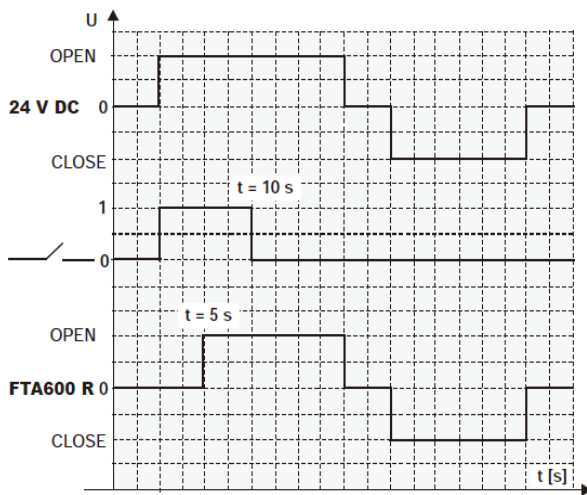 U
OPEN
24 V DC 0
CLOSE
t = 10 s
1
0
t = 5 s
OPEN
FTA600 R 0
CLOSE
t [s]